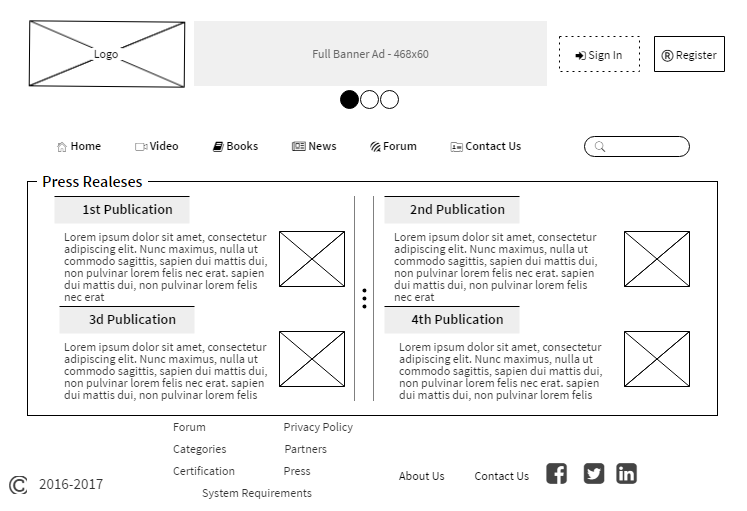 Logo
Full Banner Ad - 468x60
Sign In
® Register
Home
Video
Books
News
Forum
Contact Us
Press Realeses
1st Publication
Lorem ipsum dolor sit amet, consectetur
adipiscing elit. Nunc maximus, nulla ut
commodo sagittis, sapien dui mattis dui,
non pulvinar lorem felis nec erat. sapien
dui mattis dui, non pulvinar lorem felis
nec erat
2nd Publication
Lorem ipsum dolor sit amet, consectetur
adipiscing elit. Nunc maximus, nulla ut
commodo sagittis, sapien dui mattis dui,
non pulvinar lorem felis nec erat. sapien
dui mattis dui, non pulvinar lorem felis
nec erat
3d Publication
Lorem ipsum dolor sit amet, consectetur
adipiscing elit. Nunc maximus, nulla ut
commodo sagittis, sapien dui mattis dui,
non pulvinar lorem felis nec erat. sapien
dui mattis dui, non pulvinar lorem felis
4th Publication
Lorem ipsum dolor sit amet, consectetur
adipiscing elit. Nunc maximus, nulla ut
commodo sagittis, sapien dui mattis dui,
non pulvinar lorem felis nec erat. sapien
dui mattis dui, non pulvinar lorem felis
Forum
Privacy Policy
Categories
Partners
Certification
Press
System Requirements
About Us
Contact Us
© 2016-2017